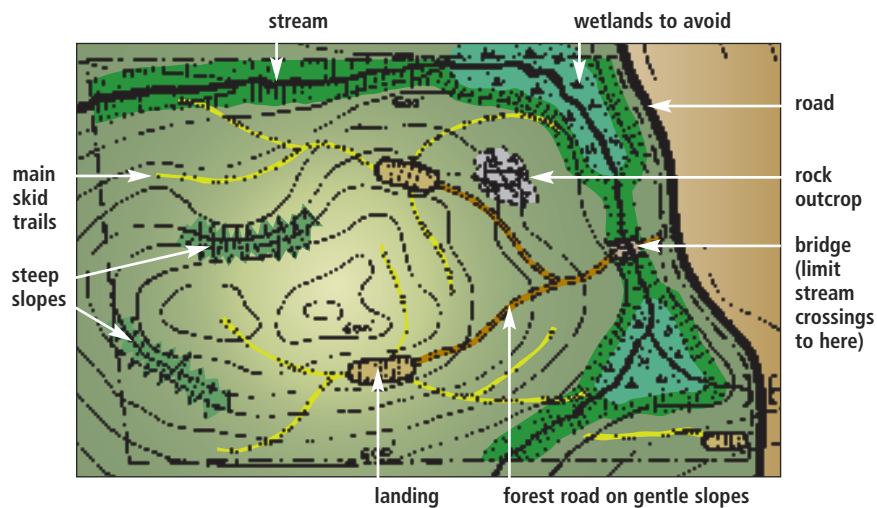 stream
wetlands to avoid
road
main
skid
trails
rock
outcrop
steep
slopes
bridge
(limit
stream
crossings
to here)
landing
forest road on gentle slopes